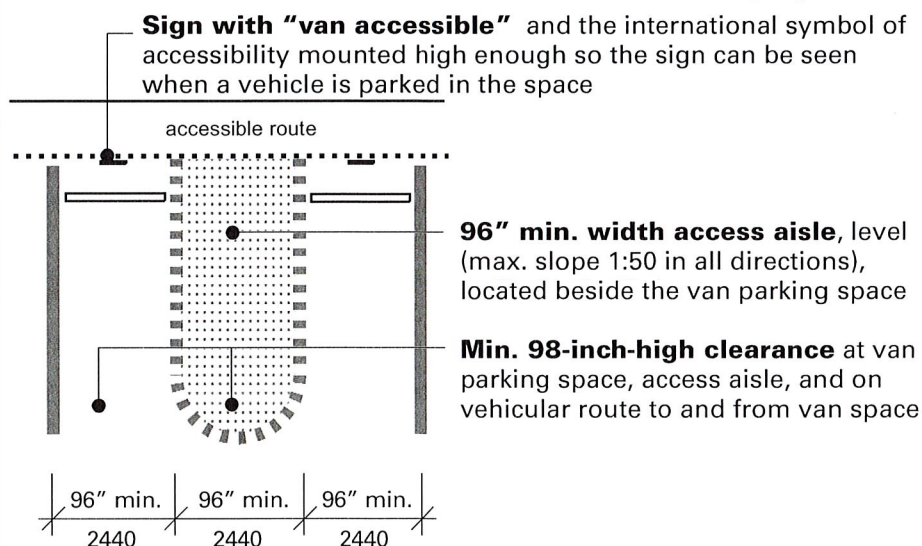 Sign with “van accessible” and the international symbol of
accessibility mounted high enough so the sign can be seen
when a vehicle is parked in the space
accessible route
96” min. width access aisle, level
(max. slope 1:50 in all directions),
located beside the van parking space
Min. 98-inch-high clearance at van
parking space, access aisle, and on
vehicular route to and from van space
96” min. 96” min. 96” min.
2440 2440 2440